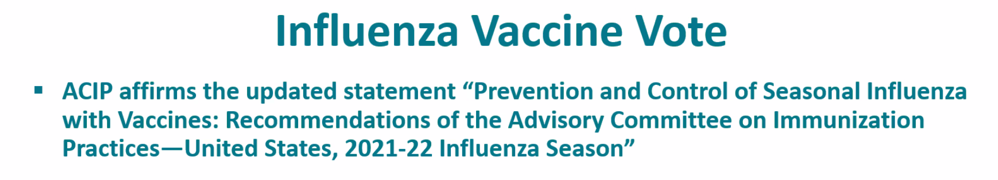 Influenza Vaccine Vote
▪ ACIP affirms the updated statement “Prevention and Control of Seasonal Influenza
with Vaccines: Recommendations of the Advisory Committee on Immunization
Practices—United States, 2021-22 Influenza Season”